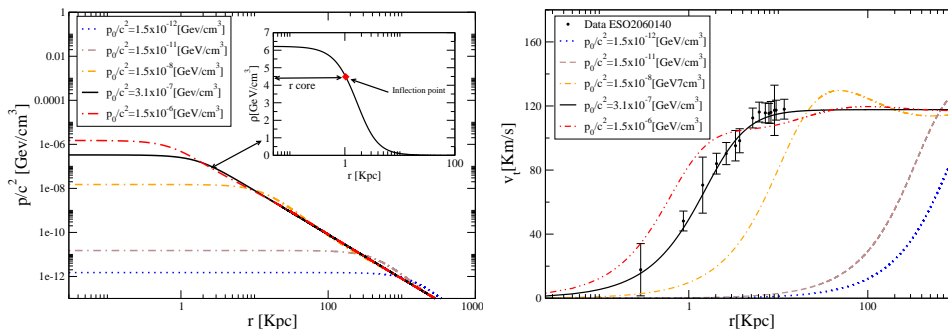 p₀/c²=1.5x10⁻¹²[GeV/cm³]
p₀/c²=1.5x10⁻¹¹[GeV/cm³]
p₀/c²=1.5x10⁻⁸[GeV/cm³]
p₀/c²=3.1x10⁻⁷[GeV/cm³]
p₀/c²=1.5x10⁻⁶[GeV/cm³]
1
0.01
0.0001
1e-06
1e-08
1e-10
1e-12
p/c² [GeV/cm³]
1
100
1000
r [Kpc]
7
6
5
4
3
2
1
0
ρ[GeV/cm³]
r core
Inflection point
1
100
r [Kpc]
Data ESO2060140
p₀/c²=1.5x10⁻¹²[GeV/cm³]
p₀/c²=1.5x10⁻¹¹[GeV/cm³]
p₀/c²=1.5x10⁻⁸[GeV7cm³]
p₀/c²=3.1x10⁻⁷[GeV/cm³]
p₀/c²=1.5x10⁻⁶[GeV/cm³]
160
120
80
40
0
vₜ[Km/s]
1
100
r[Kpc]